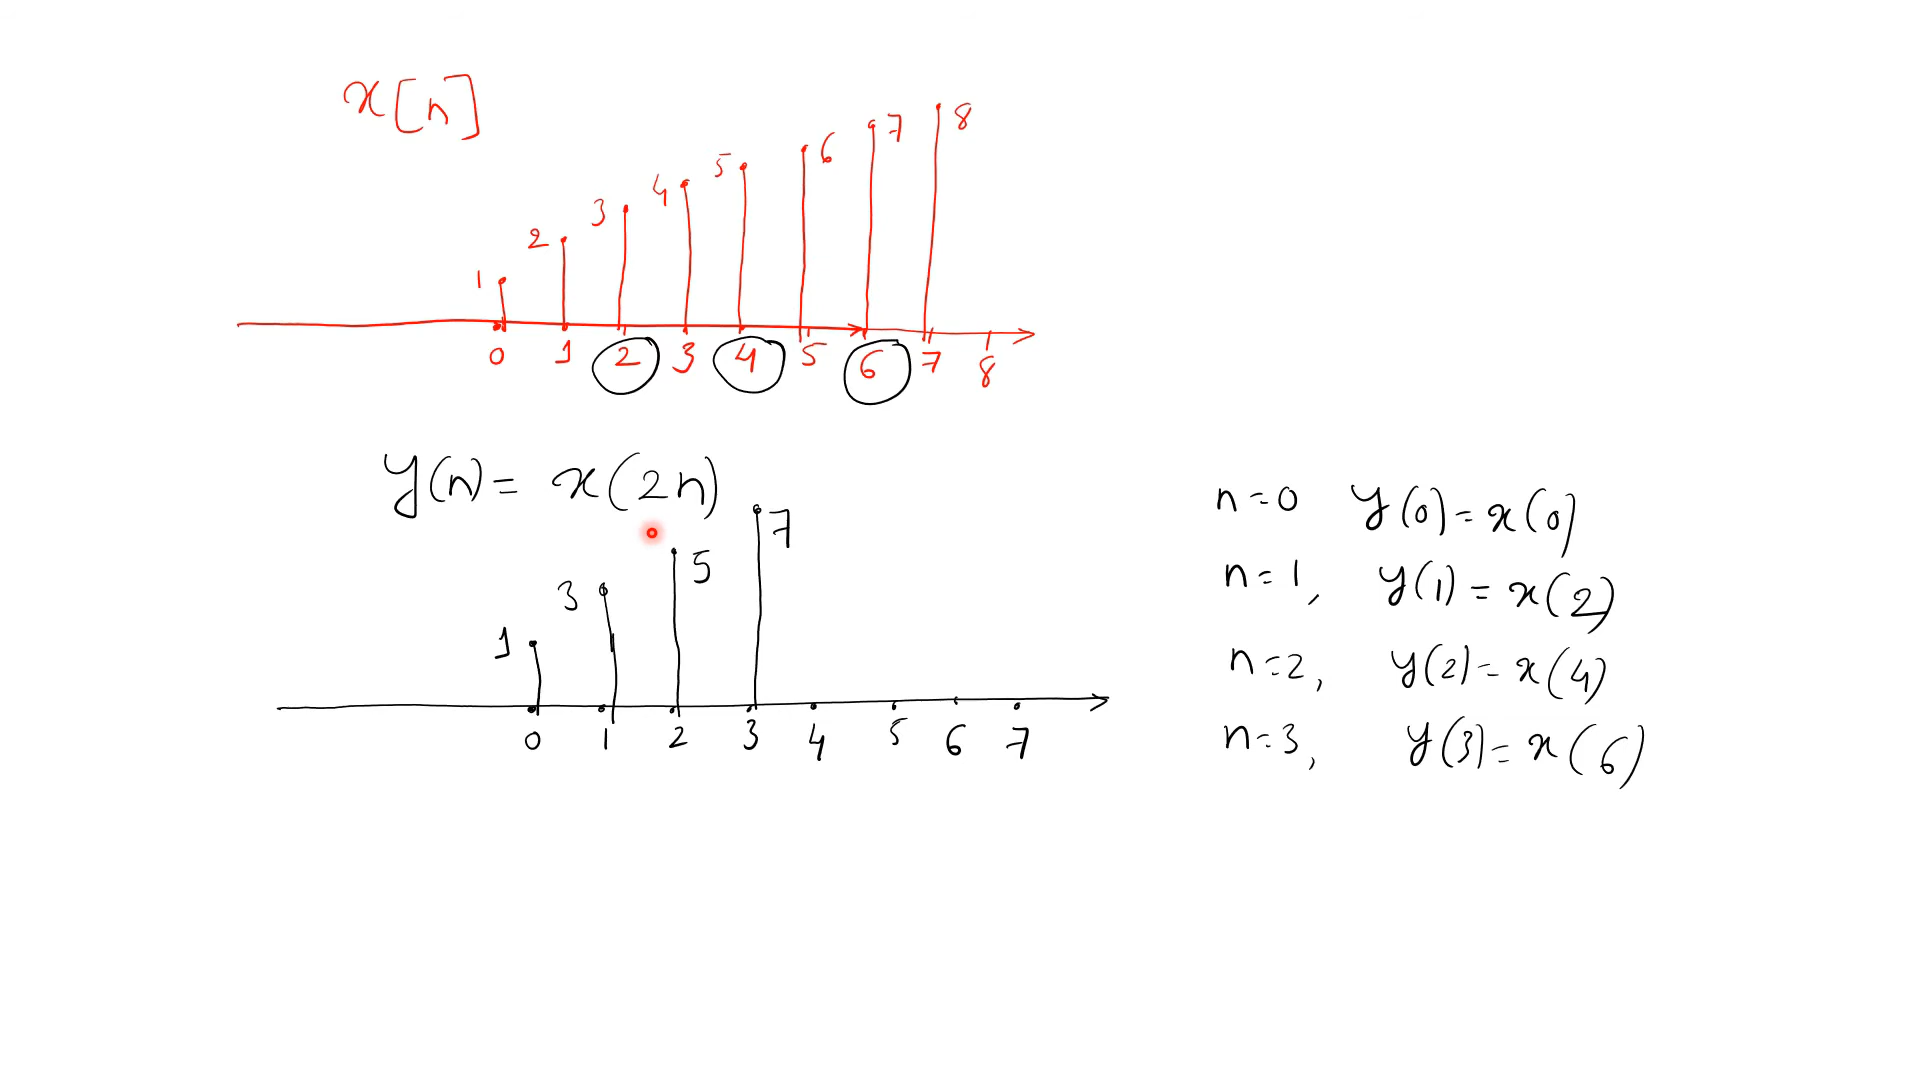 x[n]
1 2 3 4 5 6 7 8
0 1 2 3 4 5 6 7 8
y(n) = x(2n)
1 3 5 7
0 1 2 3 4 5 6 7
n=0 y(0)=x(0)
n=1, y(1)=x(2)
n=2, y(2)=x(4)
n=3, y(3)=x(6)